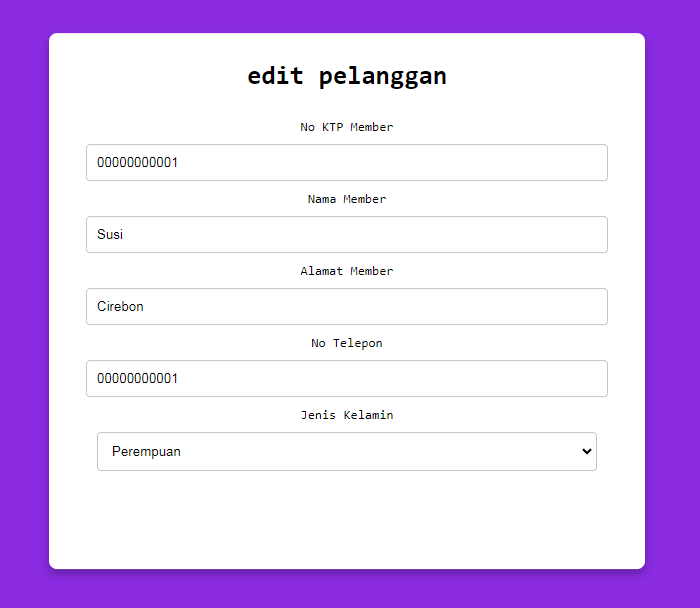 edit pelanggan
No KTP Member
00000000001
Nama Member
Susi
Alamat Member
Cirebon
No Telepon
00000000001
Jenis Kelamin
Perempuan